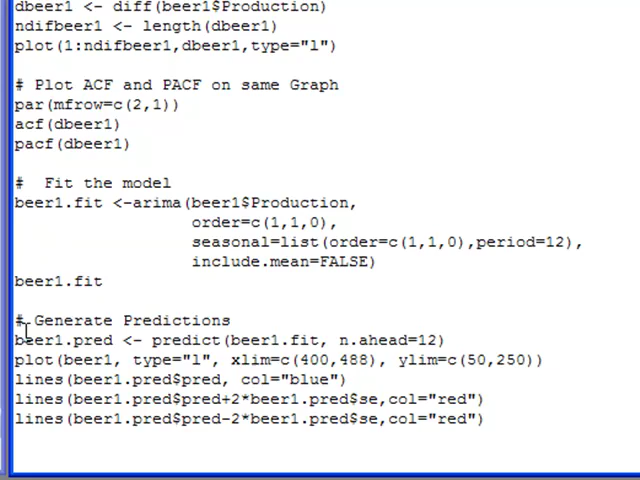 dbeer1 <- diff(beer1$Production)
ndifbeer1 <- length(dbeer1)
plot(1:ndifbeer1,dbeer1,type="l")
# Plot ACF and PACF on same Graph
par(mfrow=c(2,1))
acf(dbeer1)
pacf(dbeer1)
#  Fit the model
beer1.fit <-arima(beer1$Production,
order=c(1,1,0),
seasonal=list(order=c(1,1,0),period=12),
include.mean=FALSE)
beer1.fit
# Generate Predictions
beer1.pred <- predict(beer1.fit, n.ahead=12)
plot(beer1, type="l", xlim=c(400,488), ylim=c(50,250))
lines(beer1.pred$pred, col="blue")
lines(beer1.pred$pred+2*beer1.pred$se,col="red")
lines(beer1.pred$pred-2*beer1.pred$se,col="red")